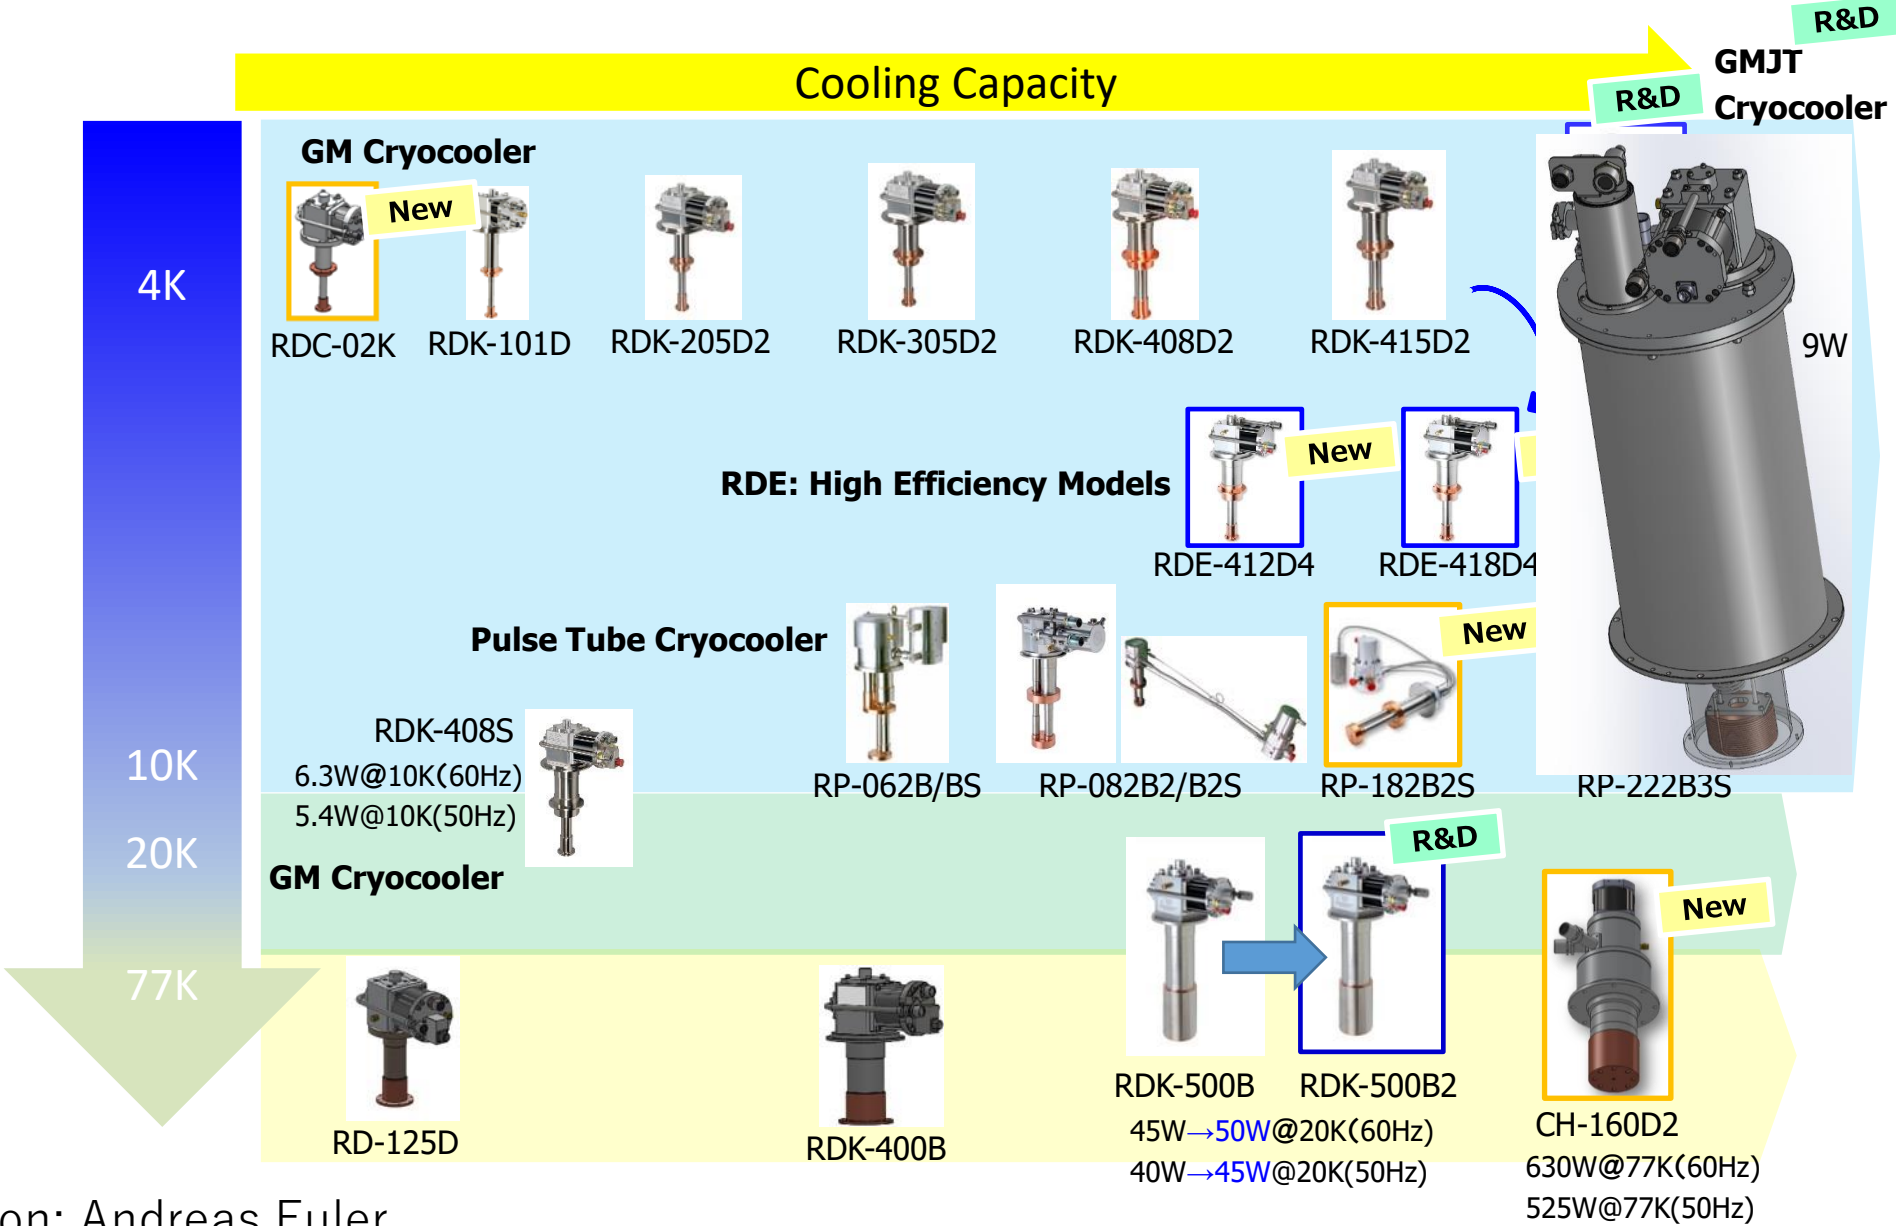 R&D
GMJT
Cryocooler
Cooling Capacity
R&D
GM Cryocooler
New
4K
RDC-02K
RDK-101D
RDK-205D2
RDK-305D2
RDK-408D2
RDK-415D2
9W
New
RDE: High Efficiency Models
RDE-412D4
RDE-418D4
New
Pulse Tube Cryocooler
RDK-408S
6.3W@10K(60Hz)
5.4W@10K(50Hz)
10K
RP-062B/BS
RP-082B2/B2S
RP-182B2S
RP-222B3S
20K
R&D
GM Cryocooler
New
77K
RDK-500B
RDK-500B2
45W→50W@20K(60Hz)
40W→45W@20K(50Hz)
RD-125D
RDK-400B
CH-160D2
630W@77K(60Hz)
525W@77K(50Hz)
on: Andreas Euler